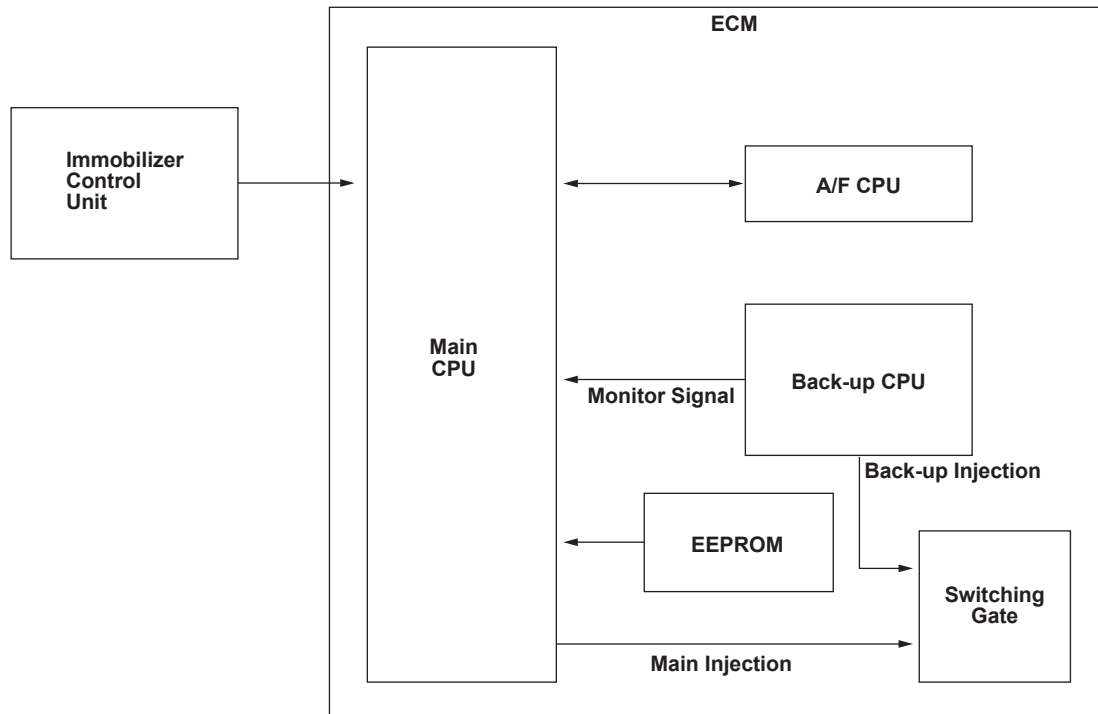 ECM
Immobilizer
Control
Unit
A/F CPU
Main
CPU
Back-up CPU
Monitor Signal
Back-up Injection
EEPROM
Switching
Gate
Main Injection